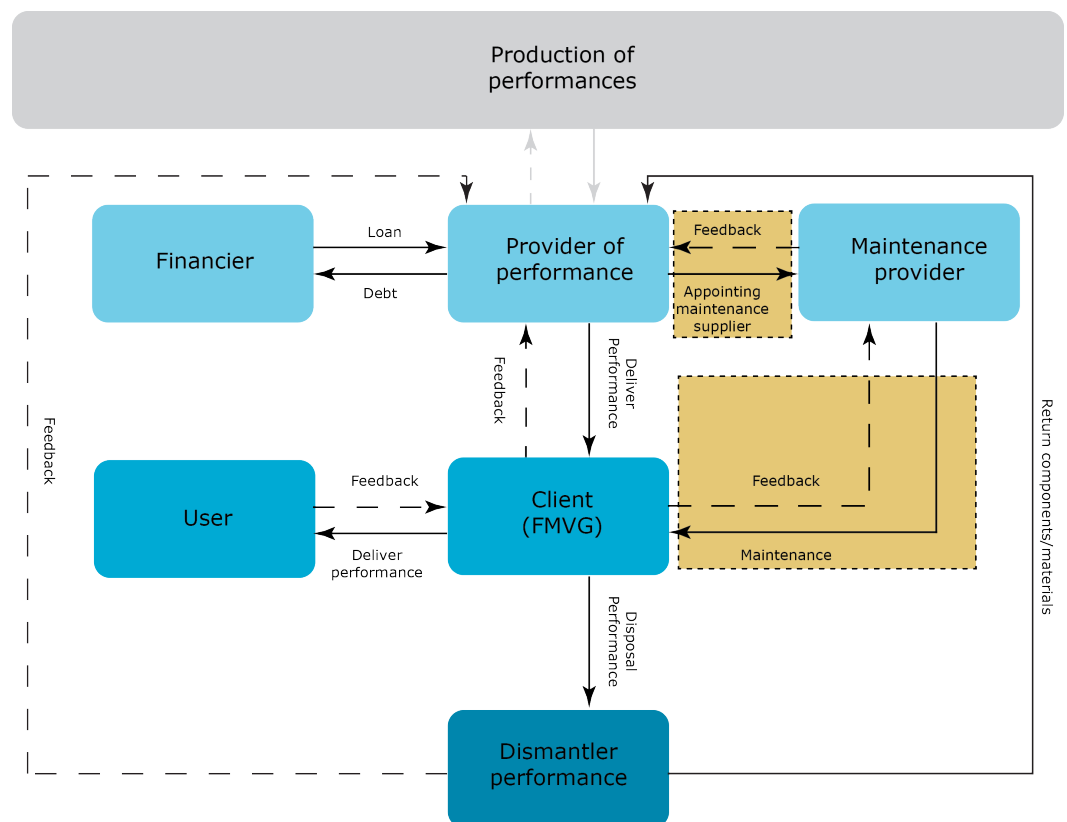 Production of
performances
Financier
Loan
Debt
Provider of
performance
Feedback
Appointing
maintenance
supplier
Maintenance
provider
Feedback
Deliver
Performance
Feedback
Return components/materials
User
Feedback
Deliver
performance
Client
(FMVG)
Feedback
Maintenance
Disposal
Performance
Dismantler
performance